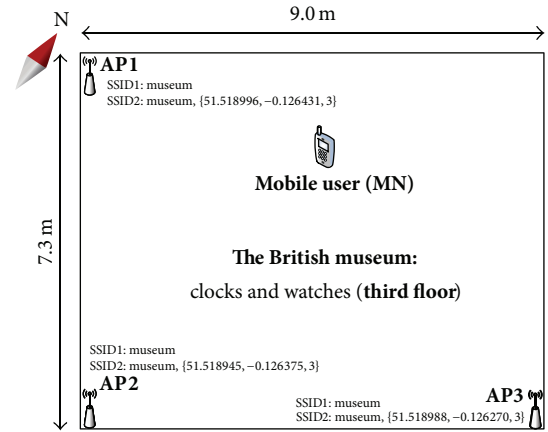 N
9.0 m
AP1
SSID1: museum
SSID2: museum, {51.518996, −0.126431, 3}
Mobile user (MN)
7.3 m
The British museum:
clocks and watches (third floor)
SSID1: museum
SSID2: museum, {51.518945, −0.126375, 3}
AP2
AP3
SSID1: museum
SSID2: museum, {51.518988, −0.126270, 3}